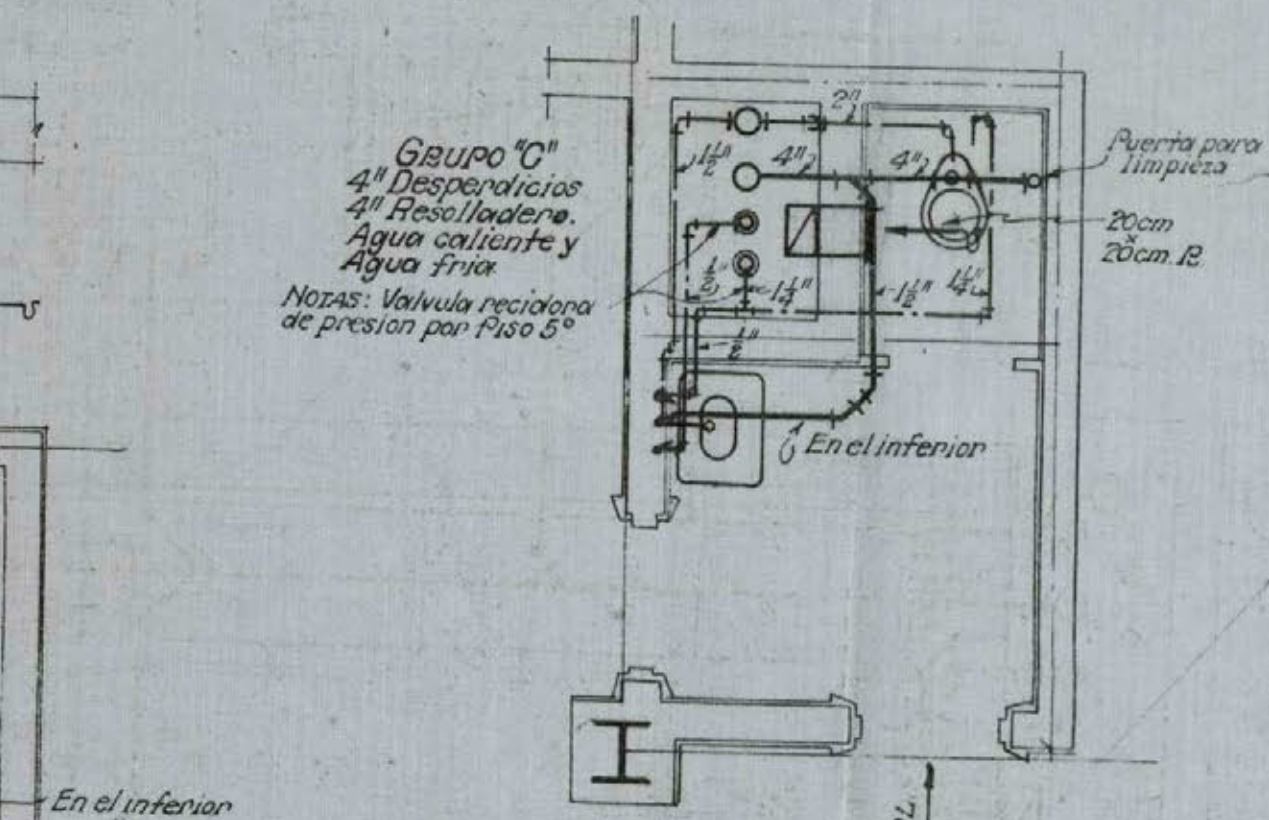 GRUPO "C"
4" Desperdicios
4" Resolladero.
Agua caliente y
Agua fria
NOTAS: Valvula recidora
de presion por Piso 5°
2"
1½"
4"
4"
Puerta para
limpieza
20cm
x
20cm. R.
½"
1¼"
1½"
1¼"
½"
En el inferior
En el inferior